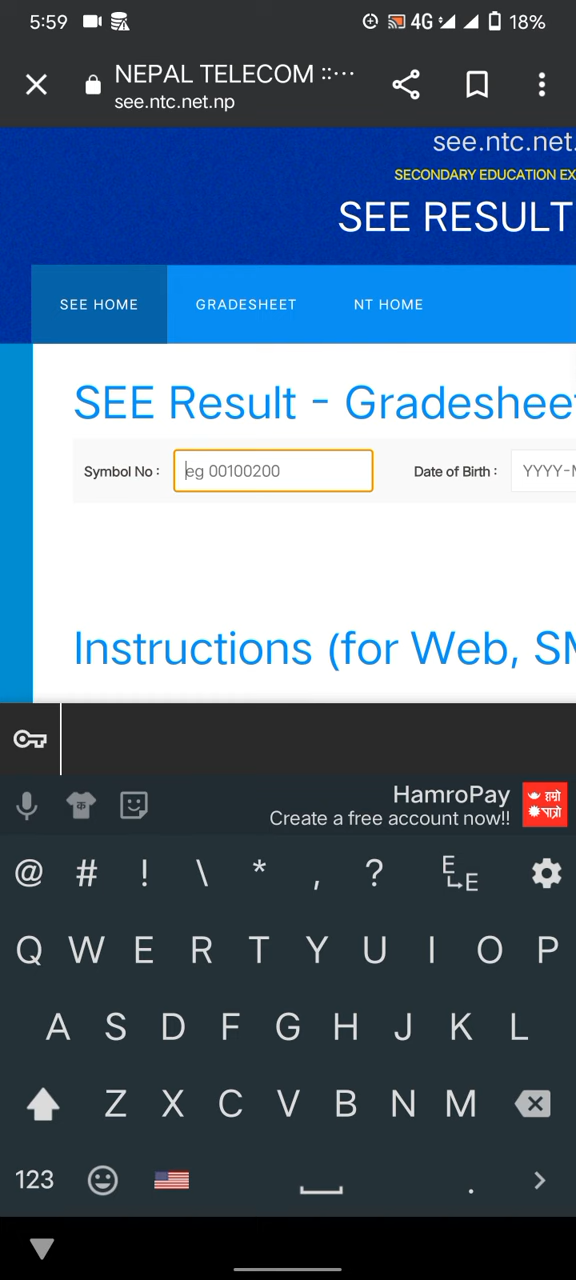 5:59 4G 18%
NEPAL TELECOM ::…
see.ntc.net.np
see.ntc.net.
SECONDARY EDUCATION EX
SEE RESULT
SEE HOME GRADESHEET NT HOME
SEE Result - Gradeshee
Symbol No : eg 00100200 Date of Birth : YYYY-M
Instructions (for Web, SM
HamroPay
Create a free account now!!
हाम्रो
पात्रो
क
@ # ! \ * , ? E E
Q W E R T Y U I O P
A S D F G H J K L
Z X C V B N M
123 . >